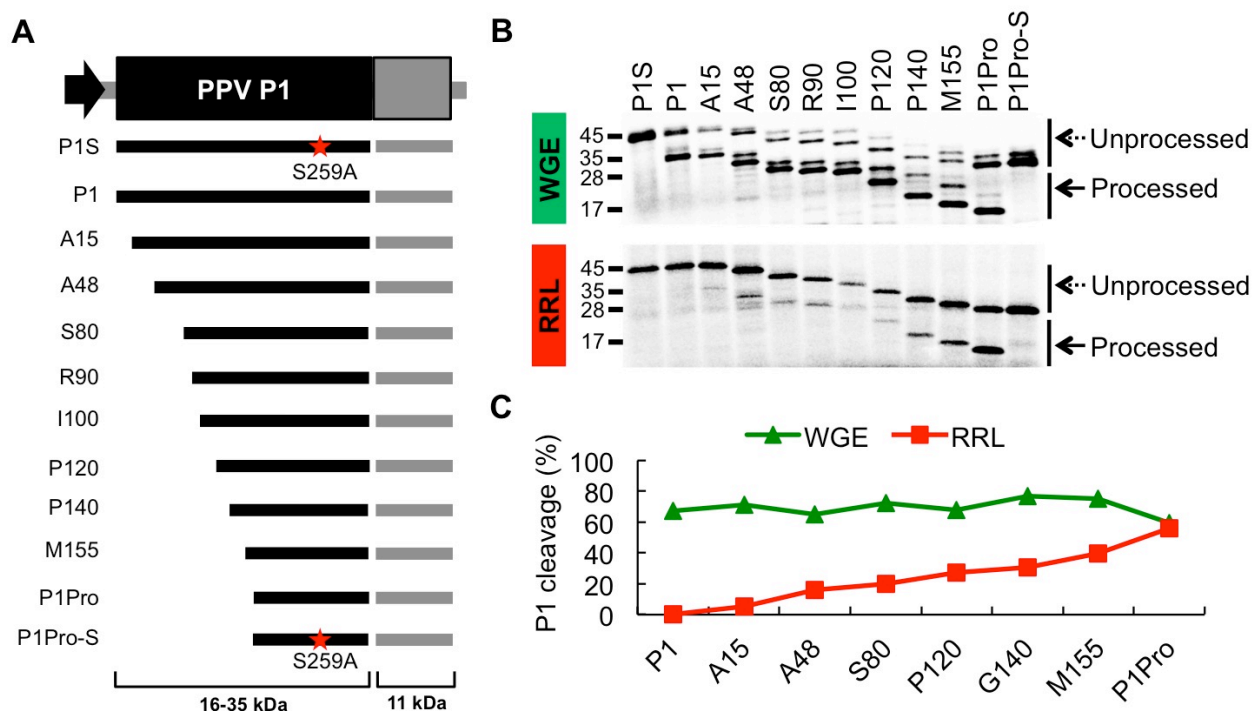 A
PPV P1
P1S
S259A
P1
A15
A48
S80
R90
I100
P120
P140
M155
P1Pro
P1Pro-S
S259A
16-35 kDa
11 kDa
B
P1S
P1
A15
A48
S80
R90
I100
P120
P140
M155
P1Pro
P1Pro-S
WGE
45
35
28
17
Unprocessed
Processed
RRL
45
35
28
17
Unprocessed
Processed
C
WGE
RRL
P1 cleavage (%)
100
80
60
40
20
0
P1
A15
A48
S80
P120
G140
M155
P1Pro